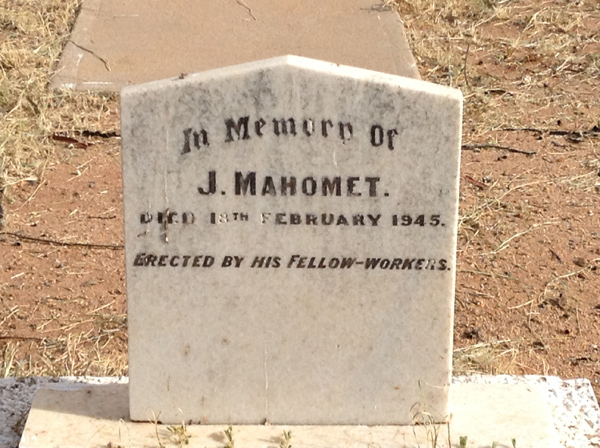 In Memory Of
J. Mahomet.
Died 18th February 1945.
Erected by his Fellow-workers.